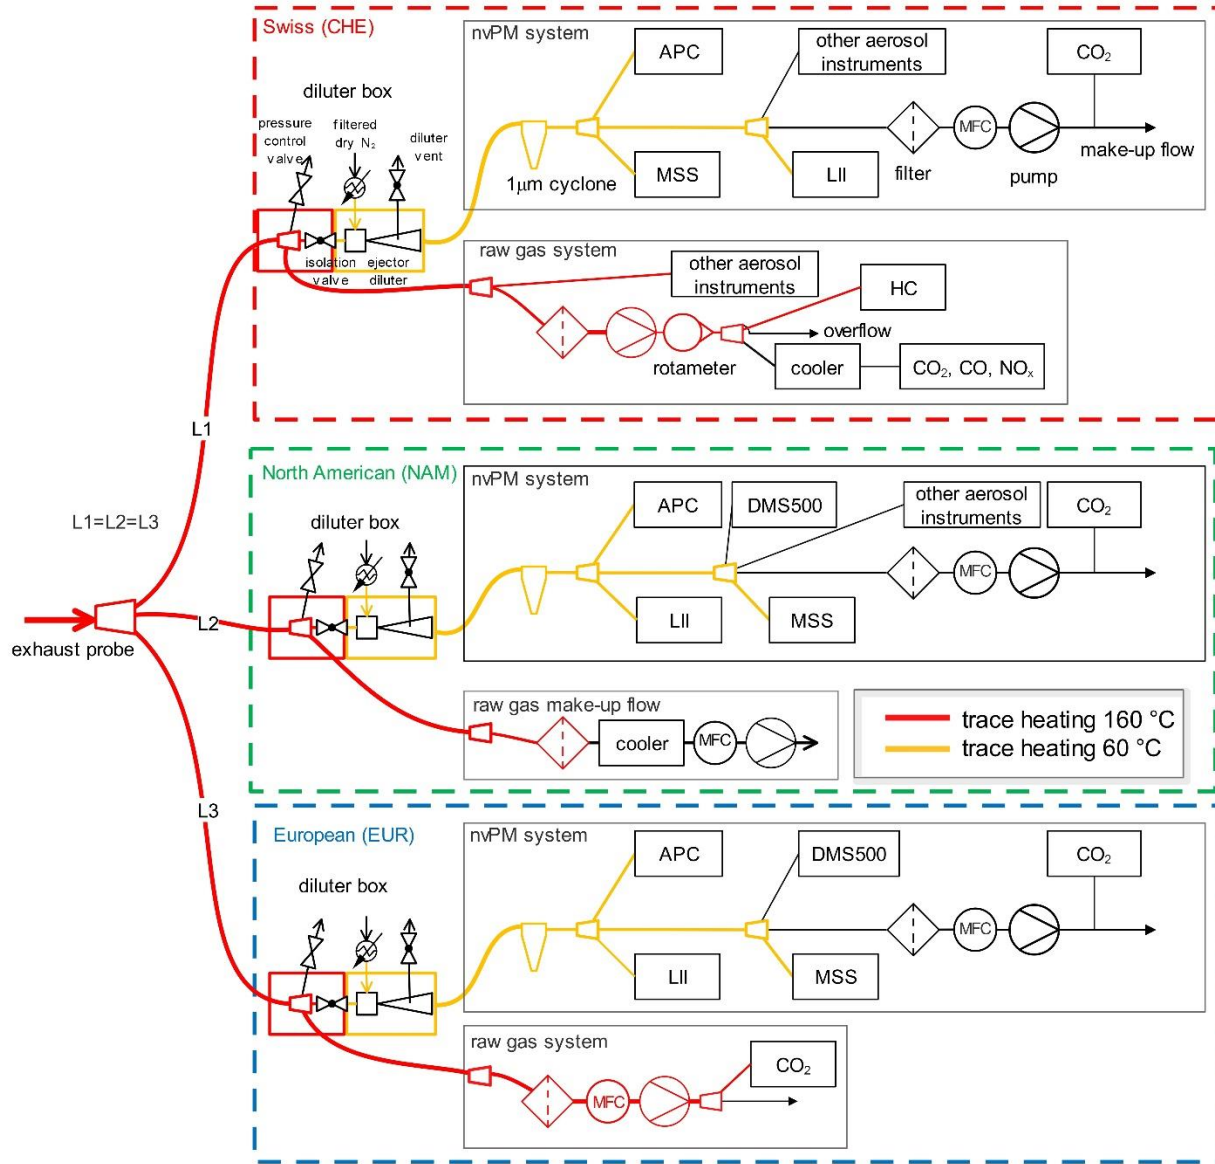 Swiss (CHE)
nvPM system
APC
other aerosol
instruments
CO₂
diluter box
pressure
control
valve
filtered
dry N₂
diluter
vent
MFC
make-up flow
1µm cyclone
MSS
LII
filter
pump
isolation
valve
ejector
diluter
raw gas system
other aerosol
instruments
HC
overflow
rotameter
cooler
CO₂, CO, NOₓ
L1
L1=L2=L3
North American (NAM)
nvPM system
APC
DMS500
other aerosol
instruments
CO₂
diluter box
MFC
L2
LII
MSS
exhaust probe
raw gas make-up flow
cooler
MFC
trace heating 160 °C
trace heating 60 °C
L3
European (EUR)
nvPM system
APC
DMS500
CO₂
diluter box
MFC
LII
MSS
raw gas system
CO₂
MFC